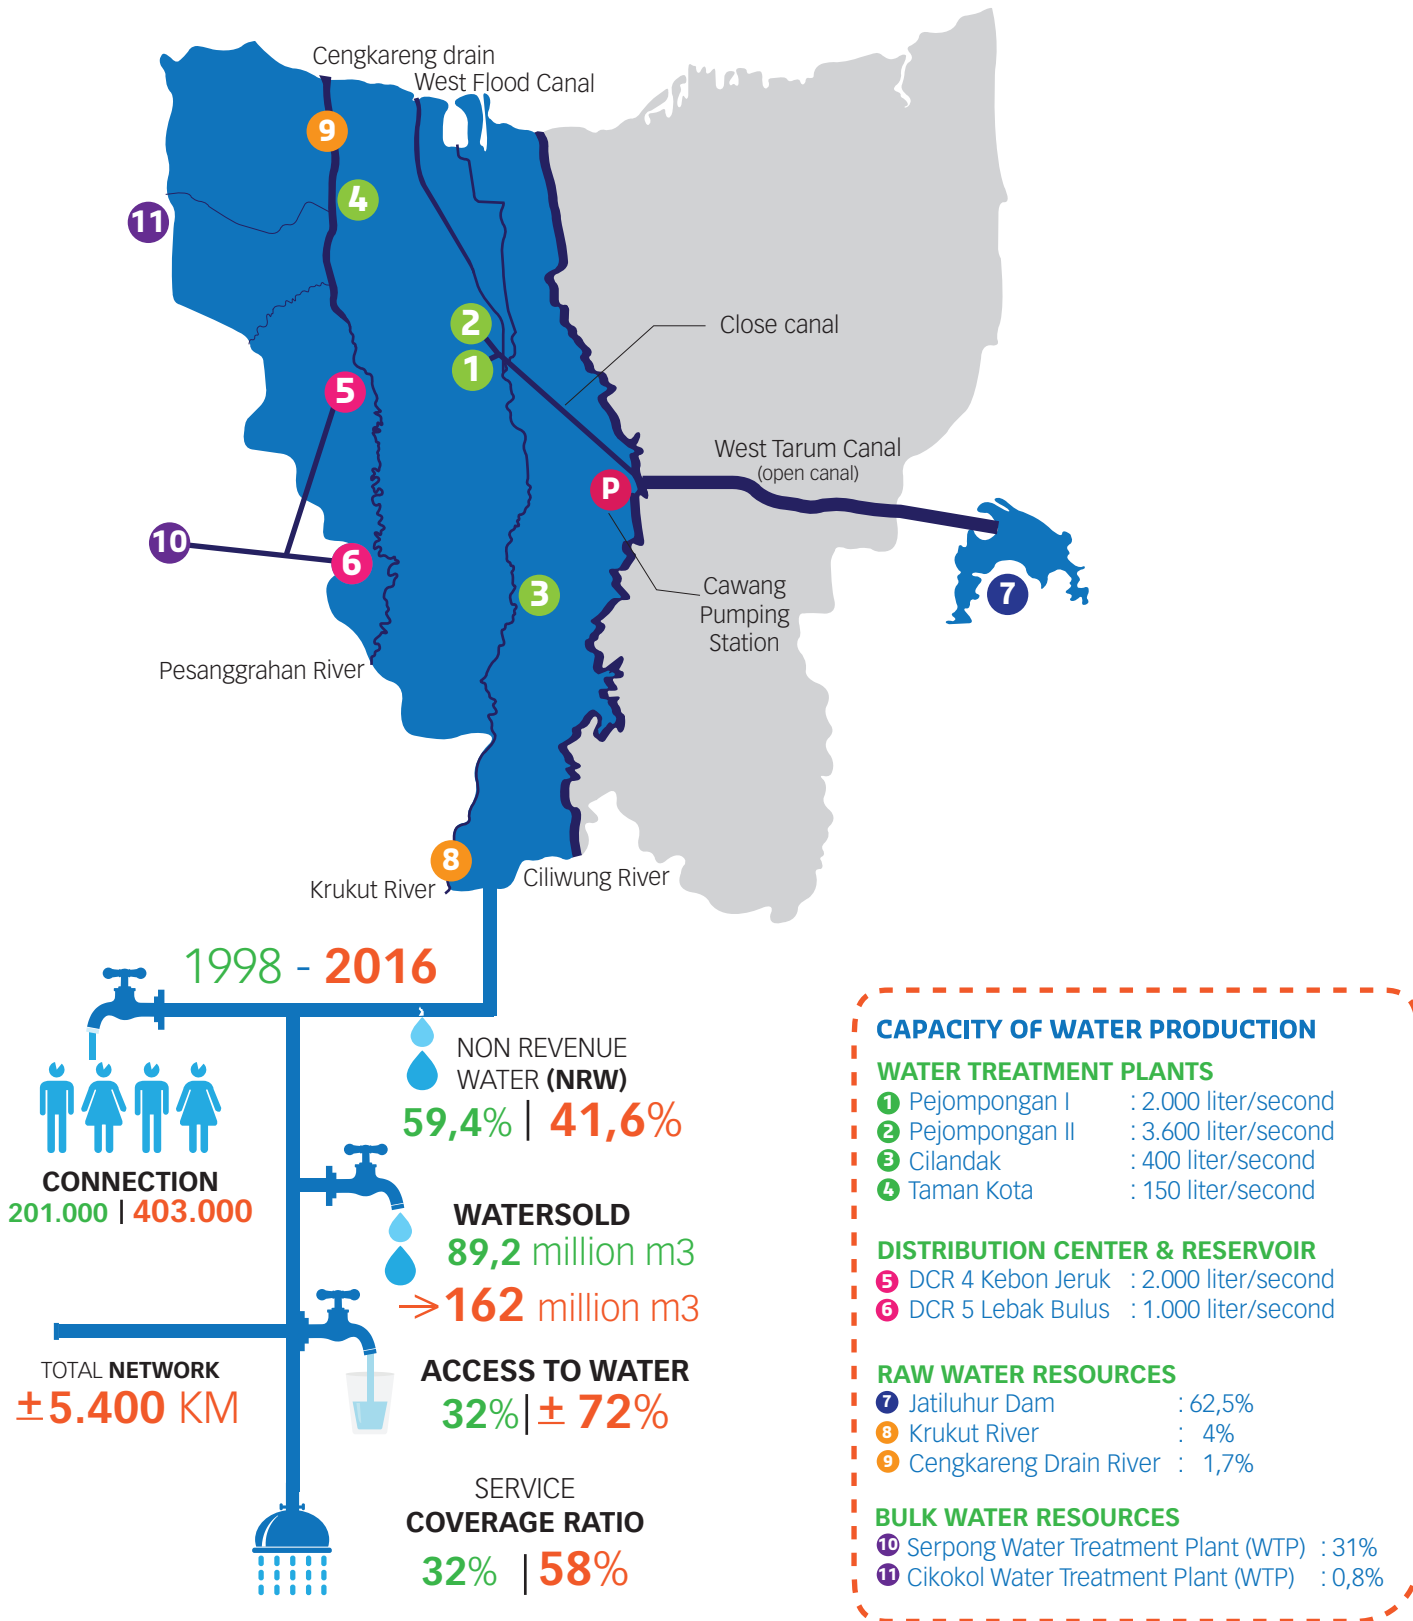 Cengkareng drain
West Flood Canal
9
4
11
2
1
Close canal
5
West Tarum Canal
(open canal)
P
10
6
3
7
Cawang
Pumping
Station
Pesanggrahan River
8
Krukut River
Ciliwung River
1998 - 2016
NON REVENUE
WATER (NRW)
59,4% | 41,6%
CONNECTION
201.000 | 403.000
WATERSOLD
89,2 million m3
→ 162 million m3
TOTAL NETWORK
±5.400 KM
ACCESS TO WATER
32% | ± 72%
SERVICE
COVERAGE RATIO
32% | 58%
CAPACITY OF WATER PRODUCTION
WATER TREATMENT PLANTS
1 Pejompongan I : 2.000 liter/second
2 Pejompongan II : 3.600 liter/second
3 Cilandak : 400 liter/second
4 Taman Kota : 150 liter/second
DISTRIBUTION CENTER & RESERVOIR
5 DCR 4 Kebon Jeruk : 2.000 liter/second
6 DCR 5 Lebak Bulus : 1.000 liter/second
RAW WATER RESOURCES
7 Jatiluhur Dam : 62,5%
8 Krukut River : 4%
9 Cengkareng Drain River : 1,7%
BULK WATER RESOURCES
10 Serpong Water Treatment Plant (WTP) : 31%
11 Cikokol Water Treatment Plant (WTP) : 0,8%